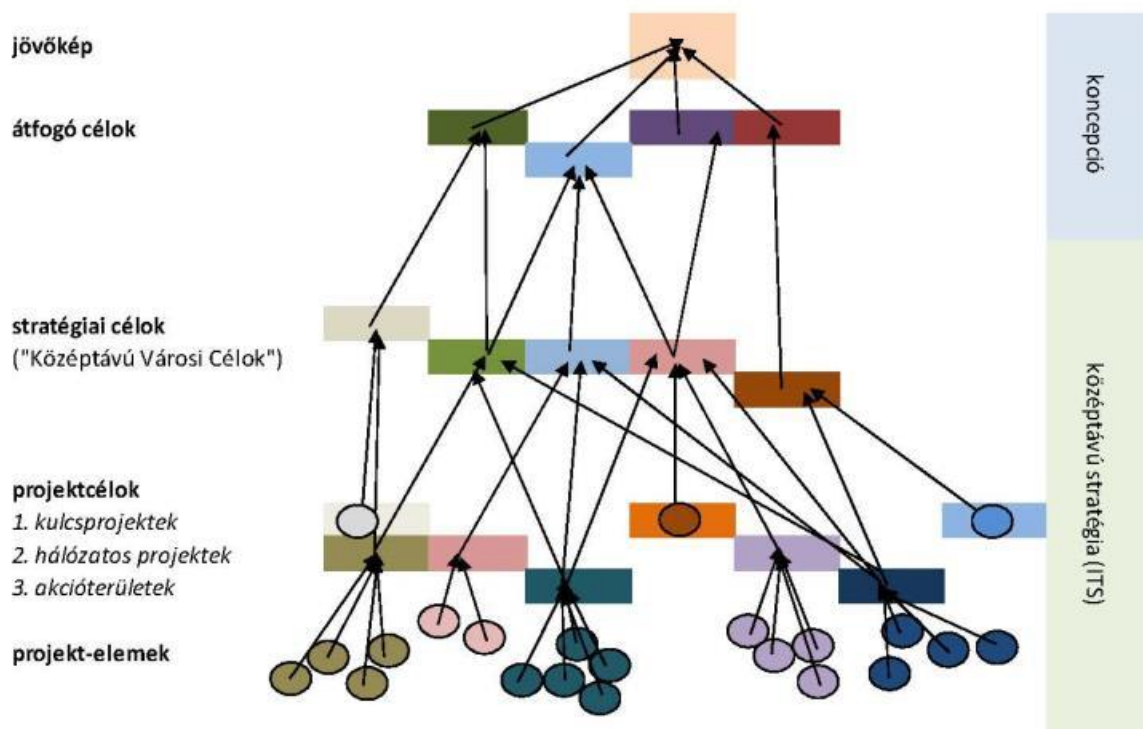 jövőkép
átfogó célok
stratégiai célok
("Középtávú Városi Célok")
projektcélok
1. kulcsprojektek
2. hálózatos projektek
3. akcióterületek
projekt-elemek
koncepció
középtávú stratégia (ITS)